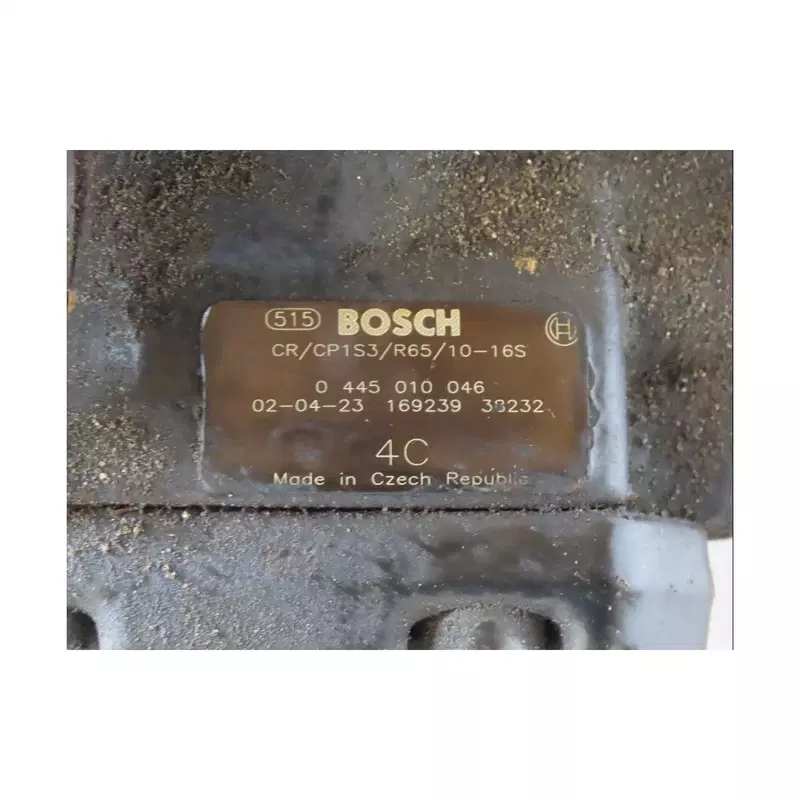 515 BOSCH H
CR/CP1S3/R65/10-16S
0 445 010 046
02-04-23 169239 38232
4C
Made in Czech Republic